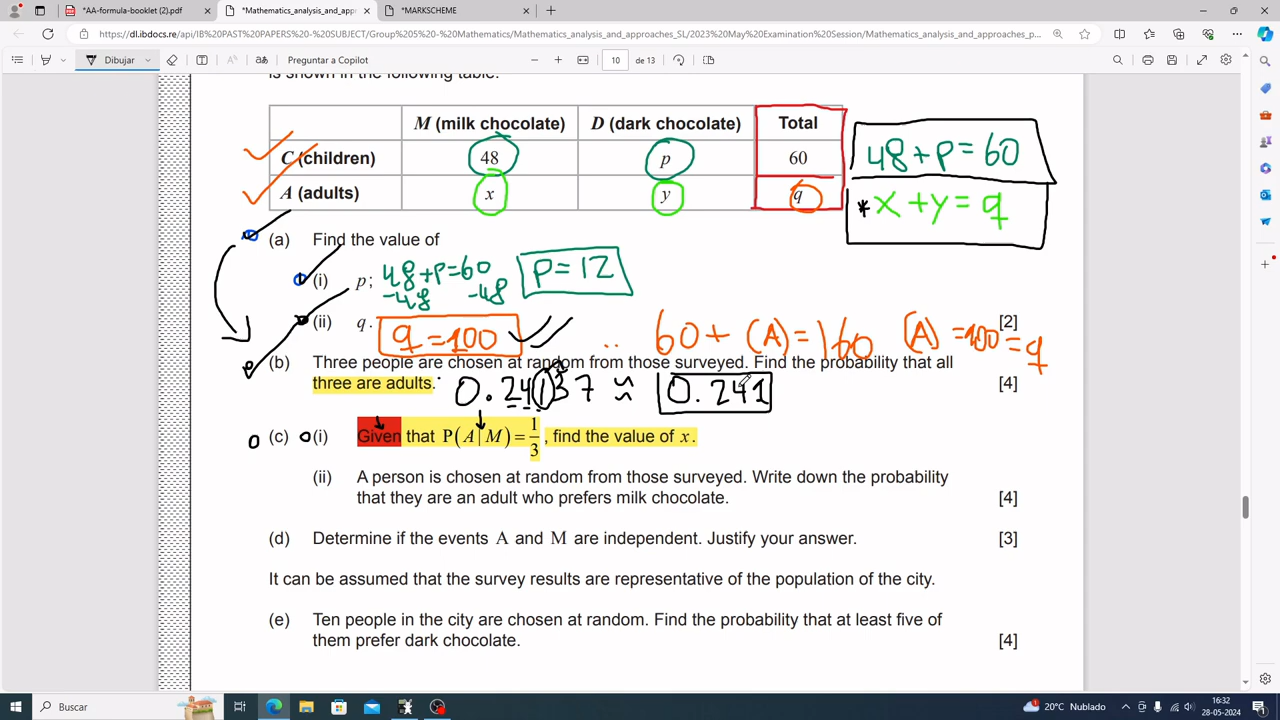 *AA-formula-booklet (2).pdf
*Mathematics_analysis_and_app
*MARKSCHEME
https://dl.ibdocs.re/api/IB%20PAST%20PAPERS%20-%20SUBJECT/Group%205%20-%20Mathematics/Mathematics_analysis_and_approaches_SL/2023%20May%20Examination%20Session/Mathematics_analysis_and_approaches_p...
Dibujar
Preguntar a Copilot
10 de 13
is shown in the following table.
M (milk chocolate) D (dark chocolate) Total
C (children) 48 p 60
A (adults) x y q
48+p=60
*x+y=q
(a) Find the value of
(i) p; 48+p=60 P=12
-48 -48
(ii) q. q=100 60+(A)=160 (A)=100=q [2]
(b) Three people are chosen at random from those surveyed. Find the probability that all
three are adults. 0.24137 ≈ 0.241 [4]
(c) (i) Given that P(A|M)=1/3, find the value of x.
(ii) A person is chosen at random from those surveyed. Write down the probability
that they are an adult who prefers milk chocolate. [4]
(d) Determine if the events A and M are independent. Justify your answer. [3]
It can be assumed that the survey results are representative of the population of the city.
(e) Ten people in the city are chosen at random. Find the probability that at least five of
them prefer dark chocolate. [4]
Buscar
20°C Nublado
16:32
28-05-2024